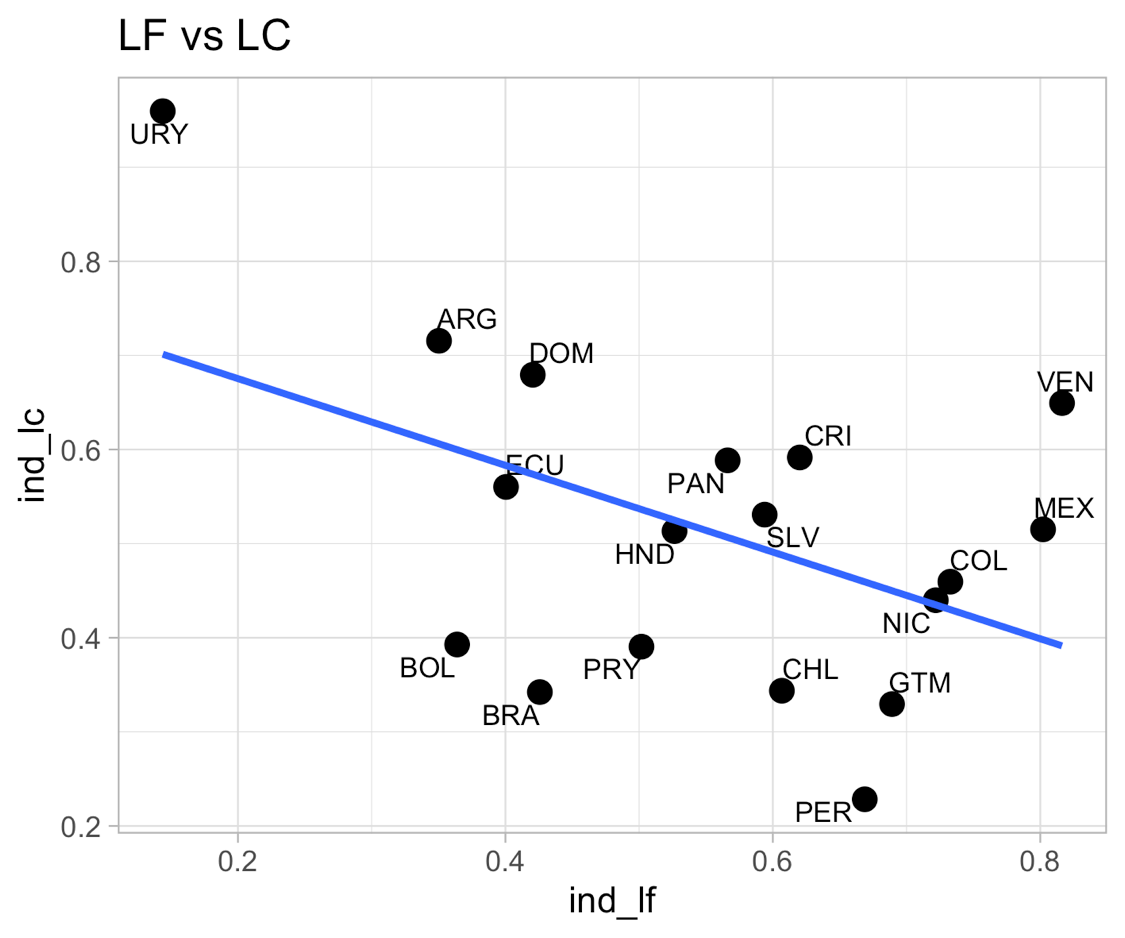 LF vs LC
URY
0.8
ARG
DOM
VEN
ind_lc
0.6
CRI
ECU
PAN
MEX
SLV
HND
COL
NIC
0.4
BOL
PRY
CHL
GTM
BRA
PER
0.2
0.2 0.4 0.6 0.8
ind_lf